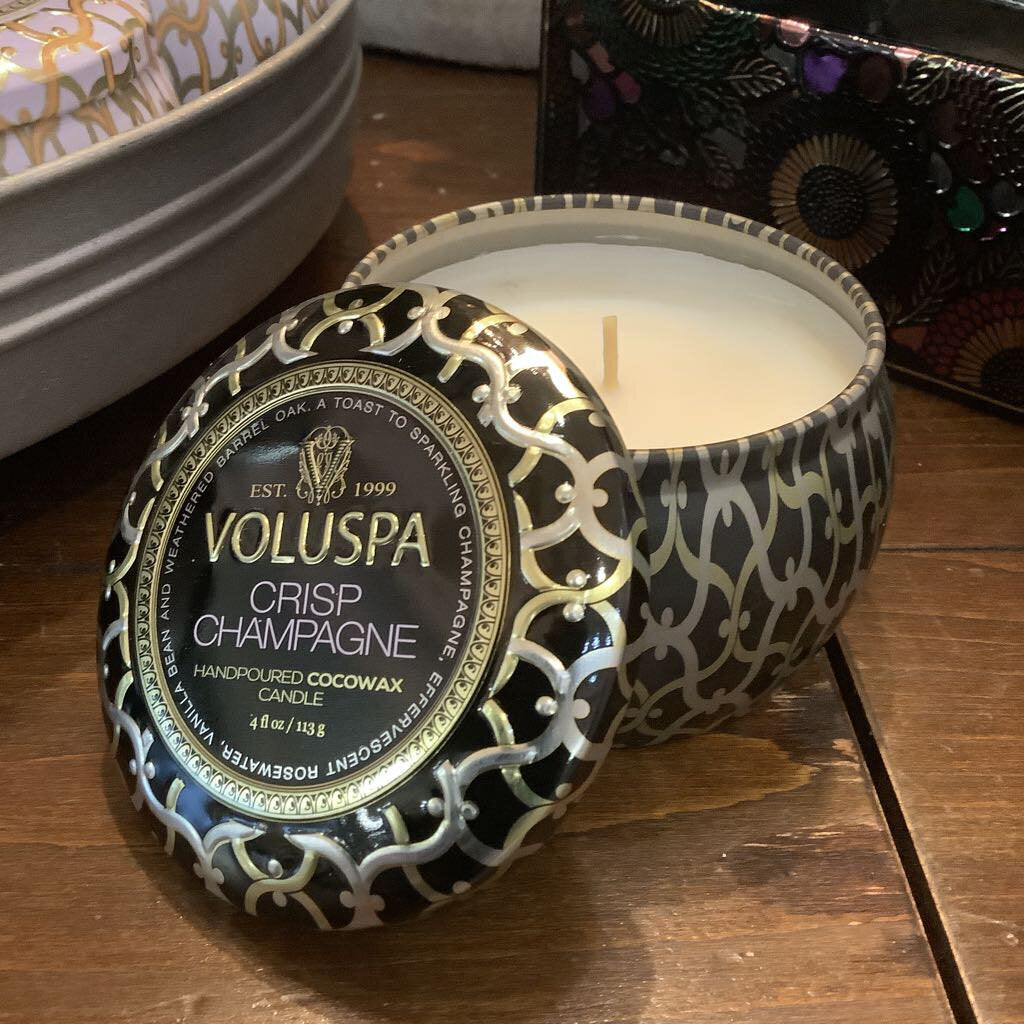 A TOAST TO SPARKLING CHAMPAGNE, EFFERVESCENT ROSEWATER, VANILLA BEAN AND WEATHERED BARREL OAK.
V
EST. 1999
VOLUSPA
CRISP
CHAMPAGNE
HANDPOURED COCOWAX
CANDLE
4 fl oz / 113 g